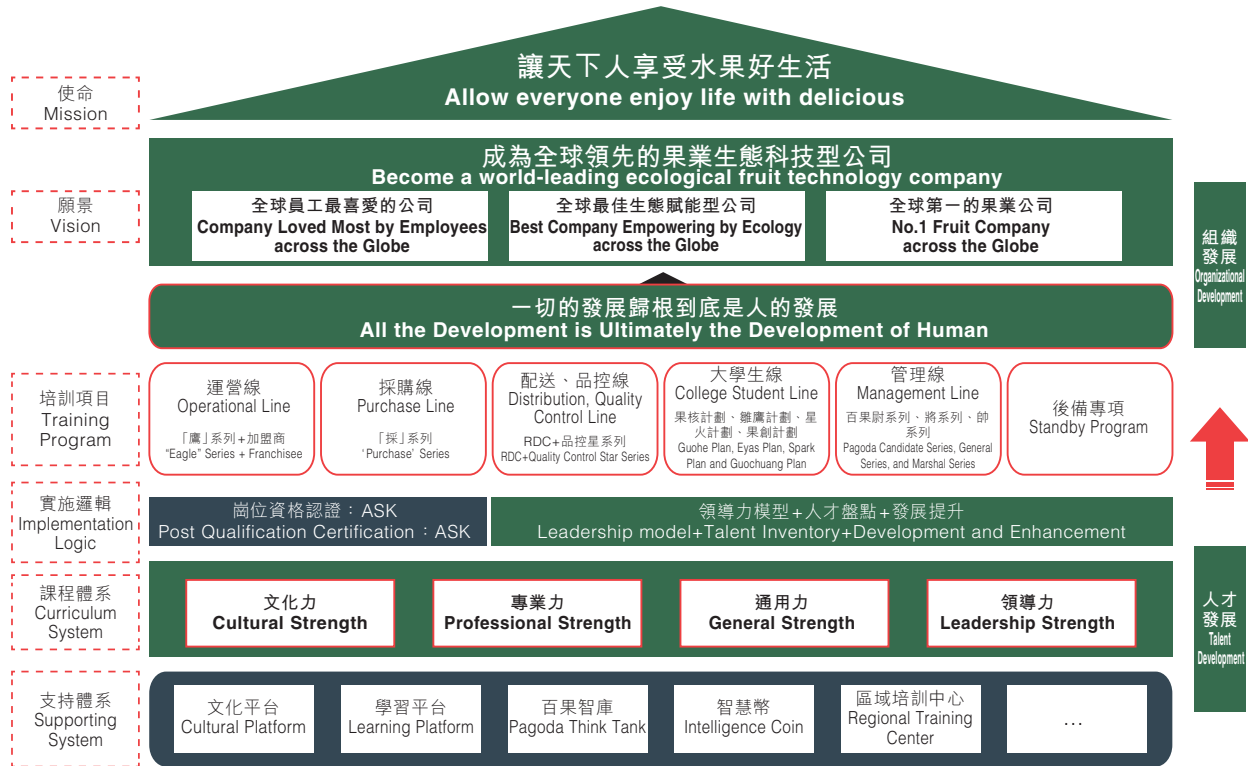 讓天下人享受水果好生活
Allow everyone enjoy life with delicious
使命
Mission
成為全球領先的果業生態科技型公司
Become a world-leading ecological fruit technology company
願景
Vision
全球員工最喜愛的公司
Company Loved Most by Employees
across the Globe
全球最佳生態賦能型公司
Best Company Empowering by Ecology
across the Globe
全球第一的果業公司
No.1 Fruit Company
across the Globe
組織
發展
Organizational
Development
一切的發展歸根到底是人的發展
All the Development is Ultimately the Development of Human
培訓項目
Training
Program
運營線
Operational Line
「鷹」系列+加盟商
"Eagle" Series + Franchisee
採購線
Purchase Line
「採」系列
'Purchase' Series
配送、品控線
Distribution, Quality
Control Line
RDC+品控星系列
RDC+Quality Control Star Series
大學生線
College Student Line
果核計劃、雛鷹計劃、星
火計劃、果創計劃
Guohe Plan, Eyas Plan, Spark
Plan and Guochuang Plan
管理線
Management Line
百果尉系列、將系列、帥
系列
Pagoda Candidate Series, General
Series, and Marshal Series
後備專項
Standby Program
實施邏輯
Implementation
Logic
崗位資格認證：ASK
Post Qualification Certification：ASK
領導力模型+人才盤點+發展提升
Leadership model+Talent Inventory+Development and Enhancement
課程體系
Curriculum
System
文化力
Cultural Strength
專業力
Professional Strength
通用力
General Strength
領導力
Leadership Strength
人才
發展
Talent
Development
支持體系
Supporting
System
文化平台
Cultural Platform
學習平台
Learning Platform
百果智庫
Pagoda Think Tank
智慧幣
Intelligence Coin
區域培訓中心
Regional Training
Center
…